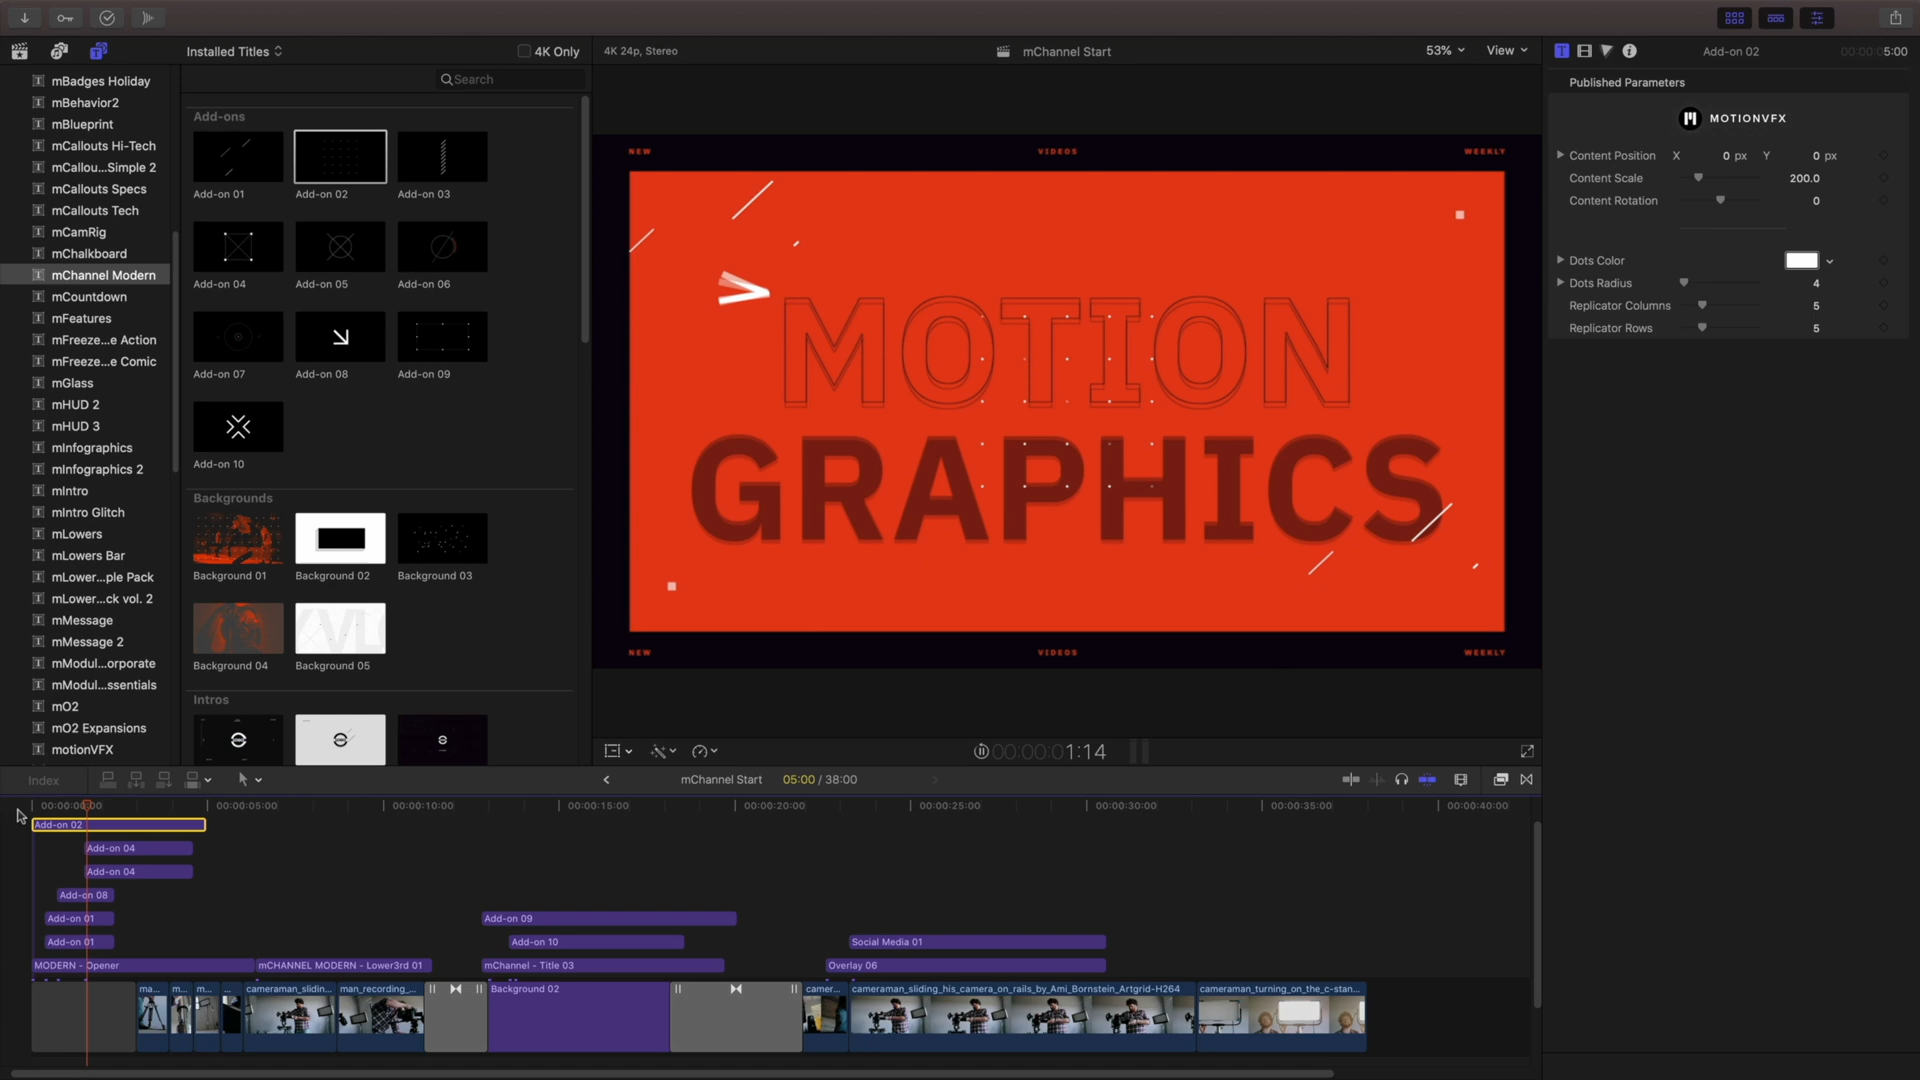 Installed Titles
4K Only
4K 24p, Stereo
mChannel Start
53%
View
Add-on 02
00:00:00:05:00
Search
Published Parameters
MOTIONVFX
Content Position X 0 px Y 0 px
Content Scale 200.0
Content Rotation 0
Dots Color
Dots Radius 4
Replicator Columns 5
Replicator Rows 5
mBadges Holiday
mBehavior2
mBlueprint
mCallouts Hi-Tech
mCallou...Simple 2
mCallouts Specs
mCallouts Tech
mCamRig
mChalkboard
mChannel Modern
mCountdown
mFeatures
mFreeze...e Action
mFreeze...e Comic
mGlass
mHUD 2
mHUD 3
mInfographics
mInfographics 2
mIntro
mIntro Glitch
mLowers
mLowers Bar
mLower...ple Pack
mLower...ck vol. 2
mMessage
mMessage 2
mModul...orporate
mModul...ssentials
mO2
mO2 Expansions
motionVFX
Add-ons
Add-on 01
Add-on 02
Add-on 03
Add-on 04
Add-on 05
Add-on 06
Add-on 07
Add-on 08
Add-on 09
Add-on 10
Backgrounds
Background 01
Background 02
Background 03
Background 04
Background 05
Intros
NEW VIDEOS WEEKLY
MOTION
GRAPHICS
NEW VIDEOS WEEKLY
00:00:00:01:14
Index
mChannel Start
05:00 / 38:00
00:00:00:00
00:00:05:00
00:00:10:00
00:00:15:00
00:00:20:00
00:00:25:00
00:00:30:00
00:00:35:00
00:00:40:00
Add-on 02
Add-on 04
Add-on 04
Add-on 08
Add-on 01
Add-on 09
Add-on 01
Add-on 10
Social Media 01
MODERN - Opener
mCHANNEL MODERN - Lower3rd 01
mChannel - Title 03
Overlay 06
ma...
m...
m...
...
cameraman_slidin...
man_recording_...
Background 02
camer...
cameraman_sliding_his_camera_on_rails_by_Ami_Bornstein_Artgrid-H264
cameraman_turning_on_the_c-stan...